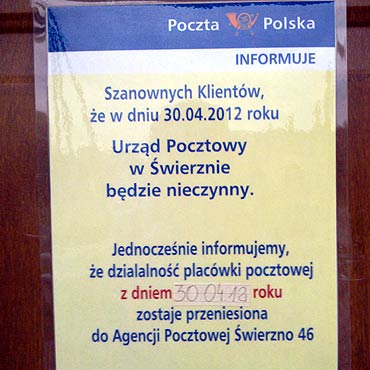 Poczta Polska
INFORMUJE
Szanownych Klientów,
że w dniu 30.04.2012 roku
Urząd Pocztowy
w Świerznie
będzie nieczynny.
Jednocześnie informujemy,
że dzialalność placówki pocztowej
z dniem 30.04.12 roku
zostaje przeniesiona
do Agencji Pocztowej Świerzno 46